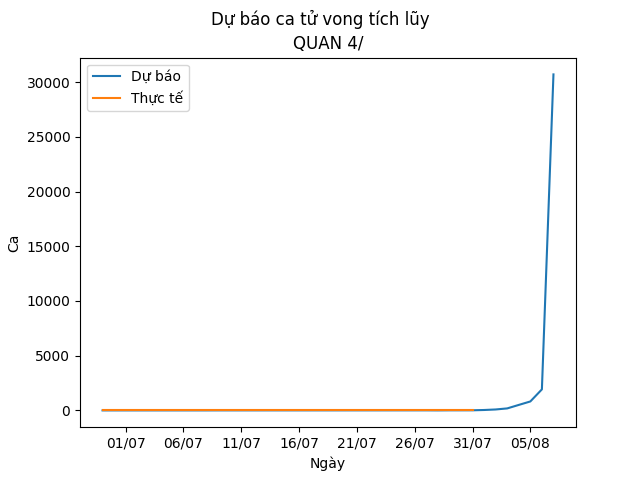 Dự báo ca tử vong tích lũy
QUAN 4/
30000
25000
20000
15000
10000
5000
0
Ca
Dự báo
Thực tế
01/07 06/07 11/07 16/07 21/07 26/07 31/07 05/08
Ngày